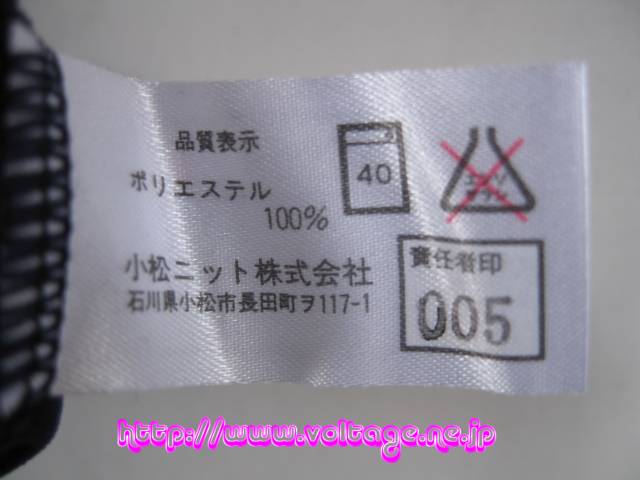 品質表示
ポリエステル
100%
40
小松ニット株式会社
石川県小松市長田町ヲ117-1
責任者印
005
http://www.voltage.ne.jp